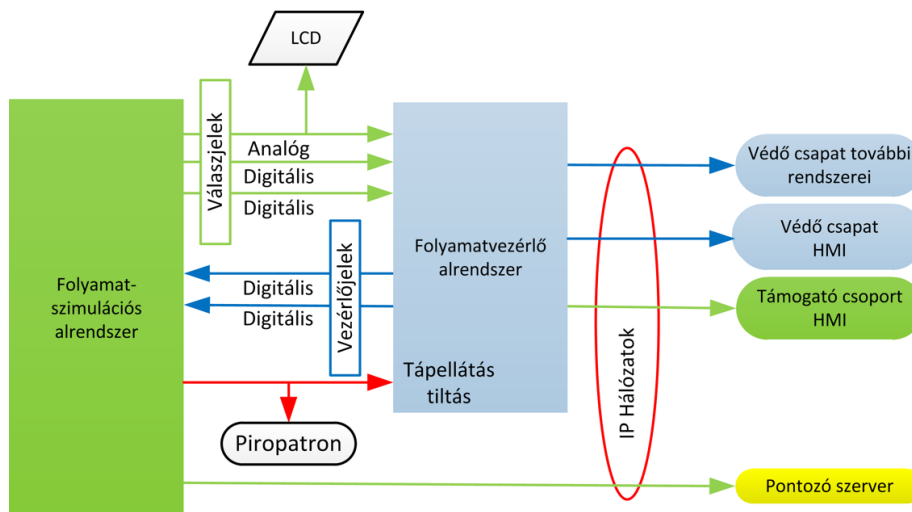 LCD
Válaszjelek
Analóg
Digitális
Digitális
Folyamat-
szimulációs
alrendszer
Vezérlőjelek
Digitális
Digitális
Folyamatvezérlő
alrendszer
Tápellátás
tiltás
Piropatron
IP Hálózatok
Védő csapat további
rendszerei
Védő csapat
HMI
Támogató csoport
HMI
Pontozó szerver